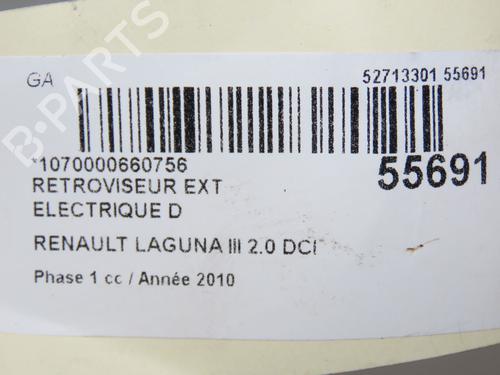 GA
52713301 55691
*1070000660756
55691
RETROVISEUR EXT
ELECTRIQUE D
RENAULT LAGUNA III 2.0 DCI
Phase 1 cc / Année 2010
B-PARTS